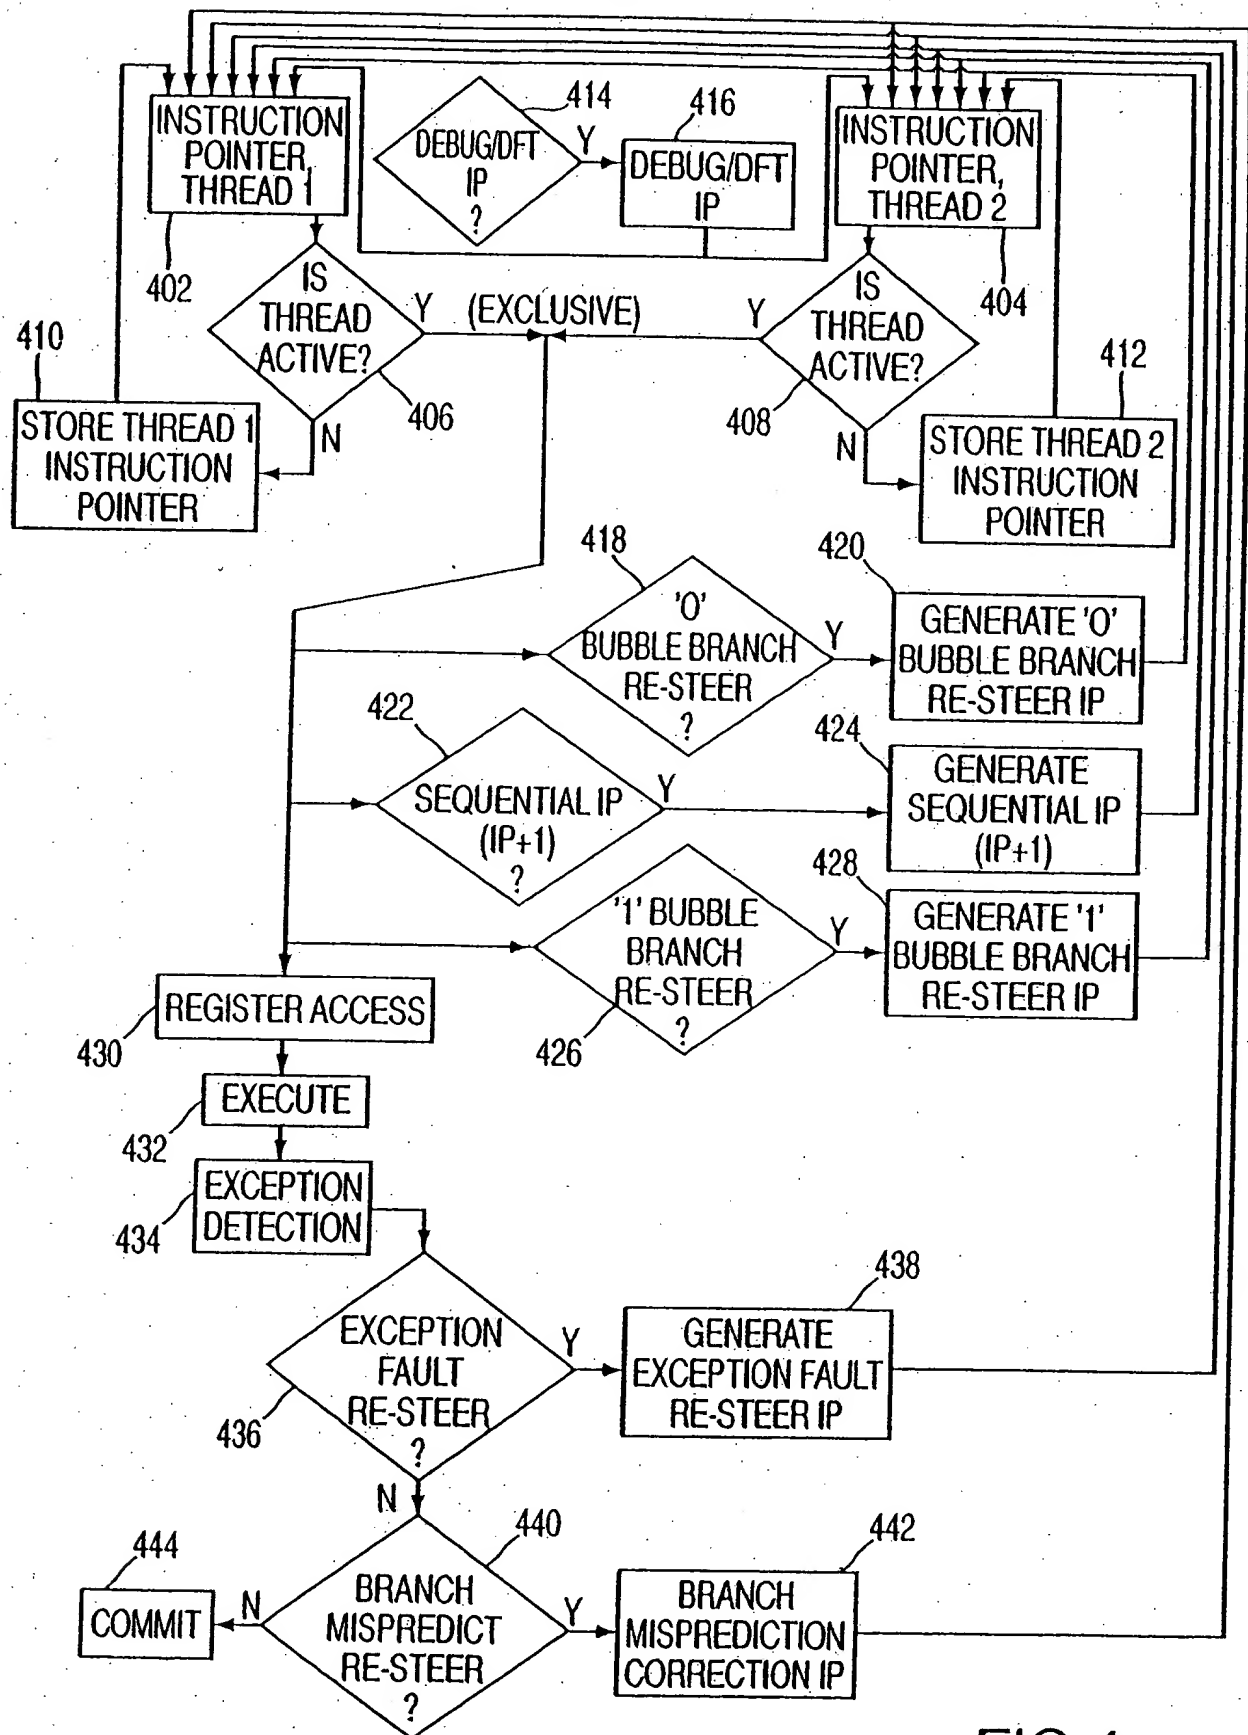 INSTRUCTION
POINTER,
THREAD 1
402
414
DEBUG/DFT
IP
?
Y
416
DEBUG/DFT
IP
INSTRUCTION
POINTER,
THREAD 2
404
IS
THREAD
ACTIVE?
Y
(EXCLUSIVE)
406
N
Y
IS
THREAD
ACTIVE?
408
N
410
STORE THREAD 1
INSTRUCTION
POINTER
412
STORE THREAD 2
INSTRUCTION
POINTER
418
'0'
BUBBLE BRANCH
RE-STEER
?
Y
420
GENERATE '0'
BUBBLE BRANCH
RE-STEER IP
422
SEQUENTIAL IP
(IP+1)
?
Y
424
GENERATE
SEQUENTIAL IP
(IP+1)
'1' BUBBLE
BRANCH
RE-STEER
?
426
Y
428
GENERATE '1'
BUBBLE BRANCH
RE-STEER IP
REGISTER ACCESS
430
EXECUTE
432
EXCEPTION
DETECTION
434
EXCEPTION
FAULT
RE-STEER
?
436
Y
438
GENERATE
EXCEPTION FAULT
RE-STEER IP
N
440
BRANCH
MISPREDICT
RE-STEER
?
Y
442
BRANCH
MISPREDICTION
CORRECTION IP
N
444
COMMIT